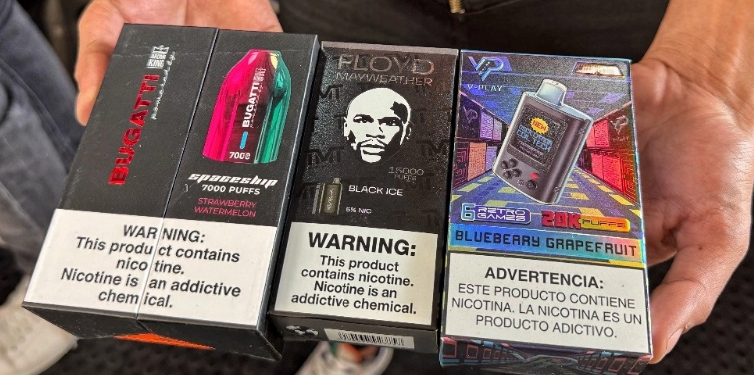 BUGATTI
BUGATTI
7000
spaceship
7000 PUFFS
STRAWBERRY
WATERMELON
WARNING:
This product contains
nicotine.
Nicotine is an addictive
chemical.
FLOYD
MAYWEATHER
TMT
15000
PUFFS
BLACK ICE
5% NIC
WARNING:
This product
contains nicotine.
Nicotine is an
addictive chemical.
VP
V-PLAY
6 RETRO
GAMES
20K PUFFS
BLUEBERY GRAPEFRUIT
ADVERTENCIA:
ESTE PRODUCTO CONTIENE
NICOTINA. LA NICOTINA ES UN
PRODUCTO ADICTIVO.